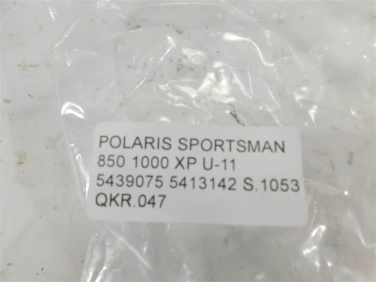 POLARIS SPORTSMAN
850 1000 XP U-11
5439075 5413142 S.1053
QKR.047